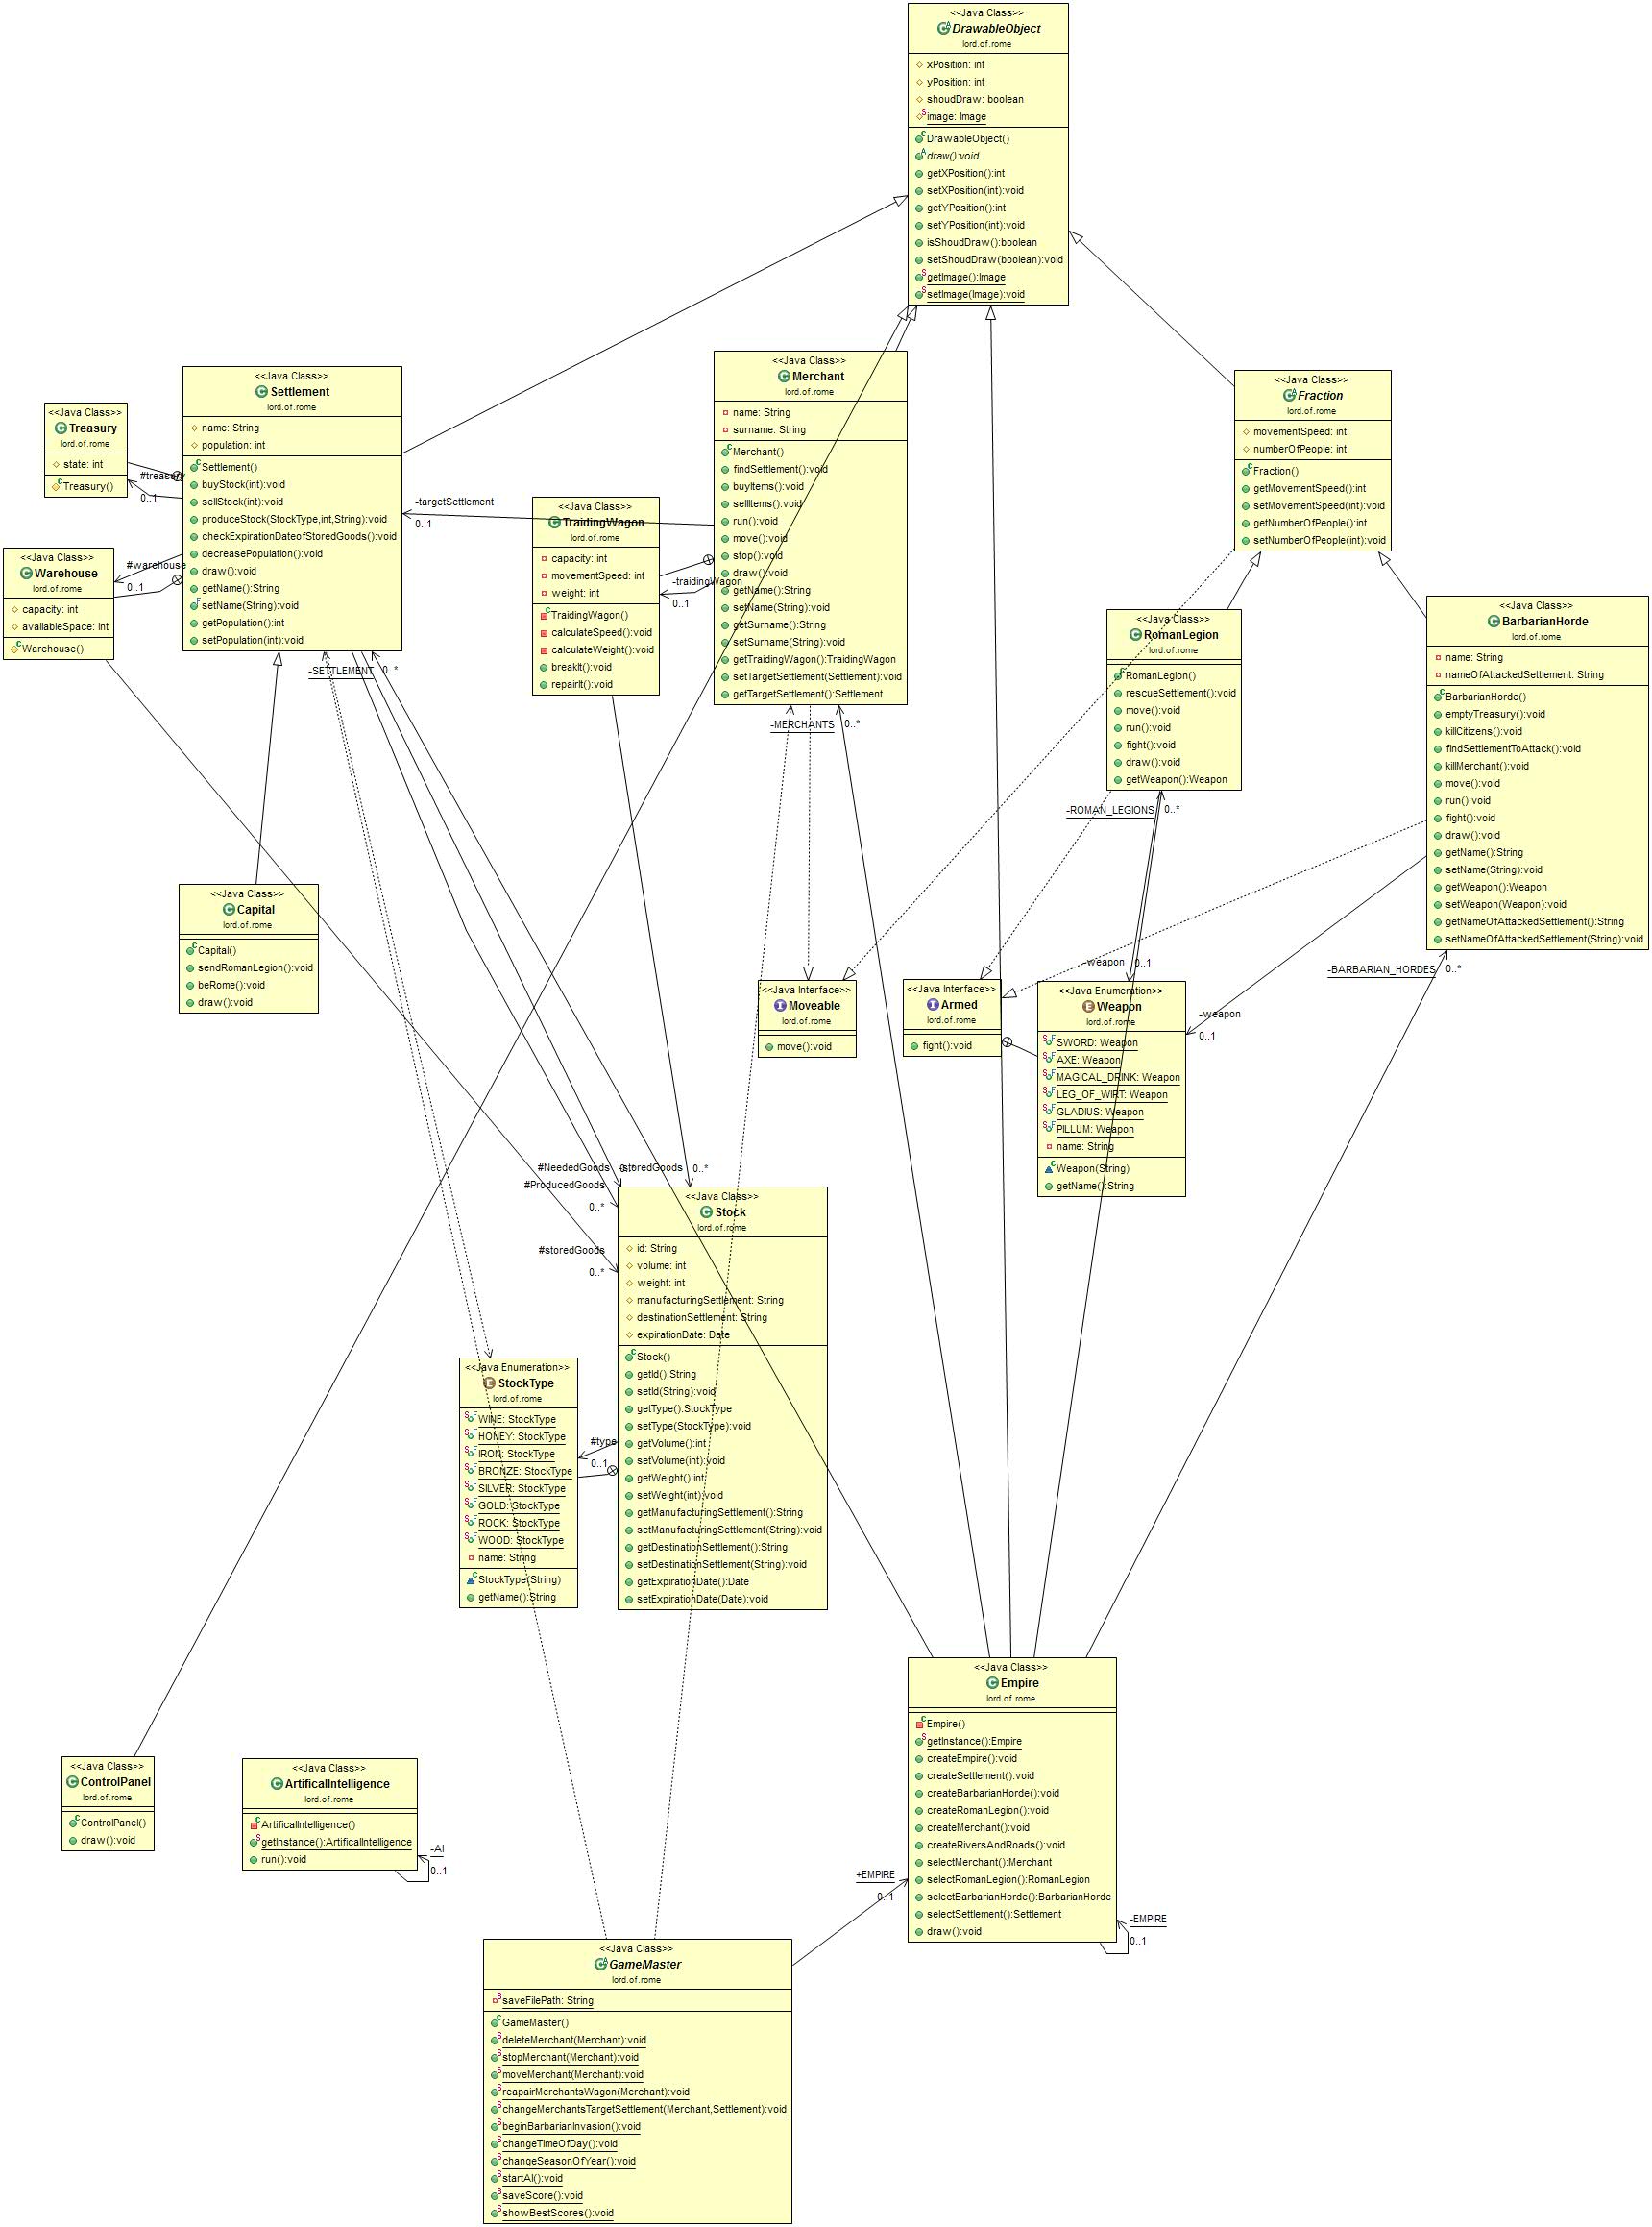 <<Java Class>>
DrawableObject
lord.of.rome
xPosition: int
yPosition: int
shoudDraw: boolean
image: Image
DrawableObject()
draw():void
getXPosition():int
setXPosition(int):void
getYPosition():int
setYPosition(int):void
isShoudDraw():boolean
setShoudDraw(boolean):void
getImage():Image
setImage(Image):void
<<Java Class>>
Settlement
lord.of.rome
name: String
population: int
Settlement()
buyStock(int):void
sellStock(int):void
produceStock(StockType,int,String):void
checkExpirationDateofStoredGoods():void
decreasePopulation():void
draw():void
getName():String
setName(String):void
getPopulation():int
setPopulation(int):void
<<Java Class>>
Treasury
lord.of.rome
state: int
Treasury()
#treasury
0..1
<<Java Class>>
Warehouse
lord.of.rome
capacity: int
availableSpace: int
Warehouse()
#warehouse
0..1
<<Java Class>>
Merchant
lord.of.rome
name: String
surname: String
Merchant()
findSettlement():void
buyItems():void
sellItems():void
run():void
move():void
stop():void
draw():void
getName():String
setName(String):void
getSurname():String
setSurname(String):void
getTraidingWagon():TraidingWagon
setTargetSettlement(Settlement):void
getTargetSettlement():Settlement
-targetSettlement
0..1
<<Java Class>>
TraidingWagon
lord.of.rome
capacity: int
movementSpeed: int
weight: int
TraidingWagon()
calculateSpeed():void
calculateWeight():void
breakIt():void
repairIt():void
-traidingWagon
0..1
<<Java Class>>
Fraction
lord.of.rome
movementSpeed: int
numberOfPeople: int
Fraction()
getMovementSpeed():int
setMovementSpeed(int):void
getNumberOfPeople():int
setNumberOfPeople(int):void
<<Java Class>>
RomanLegion
lord.of.rome
RomanLegion()
rescueSettlement():void
move():void
run():void
fight():void
draw():void
getWeapon():Weapon
<<Java Class>>
BarbarianHorde
lord.of.rome
name: String
nameOfAttackedSettlement: String
BarbarianHorde()
emptyTreasury():void
killCitizens():void
findSettlementToAttack():void
killMerchant():void
move():void
run():void
fight():void
draw():void
getName():String
setName(String):void
getWeapon():Weapon
setWeapon(Weapon):void
getNameOfAttackedSettlement():String
setNameOfAttackedSettlement(String):void
-SETTLEMENT
0..*
-MERCHANTS
0..*
-ROMAN_LEGIONS
0..*
-BARBARIAN_HORDES
0..*
<<Java Class>>
Capital
lord.of.rome
Capital()
sendRomanLegion():void
beRome():void
draw():void
<<Java Interface>>
Moveable
lord.of.rome
move():void
<<Java Interface>>
Armed
lord.of.rome
fight():void
-weapon
0..1
<<Java Enumeration>>
Weapon
lord.of.rome
SWORD: Weapon
AXE: Weapon
MAGICAL_DRINK: Weapon
LEG_OF_WIRT: Weapon
GLADIUS: Weapon
PILLUM: Weapon
name: String
Weapon(String)
getName():String
-weapon
0..1
#NeededGoods
0..*
-storedGoods
0..*
#ProducedGoods
0..*
#storedGoods
0..*
<<Java Class>>
Stock
lord.of.rome
id: String
volume: int
weight: int
manufacturingSettlement: String
destinationSettlement: String
expirationDate: Date
Stock()
getId():String
setId(String):void
getType():StockType
setType(StockType):void
getVolume():int
setVolume(int):void
getWeight():int
setWeight(int):void
getManufacturingSettlement():String
setManufacturingSettlement(String):void
getDestinationSettlement():String
setDestinationSettlement(String):void
getExpirationDate():Date
setExpirationDate(Date):void
<<Java Enumeration>>
StockType
lord.of.rome
WINE: StockType
HONEY: StockType
IRON: StockType
BRONZE: StockType
SILVER: StockType
GOLD: StockType
ROCK: StockType
WOOD: StockType
name: String
StockType(String)
getName():String
#type
0..1
<<Java Class>>
Empire
lord.of.rome
Empire()
getInstance():Empire
createEmpire():void
createSettlement():void
createBarbarianHorde():void
createRomanLegion():void
createMerchant():void
createRiversAndRoads():void
selectMerchant():Merchant
selectRomanLegion():RomanLegion
selectBarbarianHorde():BarbarianHorde
selectSettlement():Settlement
draw():void
+EMPIRE
0..1
-EMPIRE
0..1
<<Java Class>>
ControlPanel
lord.of.rome
ControlPanel()
draw():void
<<Java Class>>
ArtificalIntelligence
lord.of.rome
ArtificalIntelligence()
getInstance():ArtificalIntelligence
run():void
-AI
0..1
<<Java Class>>
GameMaster
lord.of.rome
saveFilePath: String
GameMaster()
deleteMerchant(Merchant):void
stopMerchant(Merchant):void
moveMerchant(Merchant):void
reapairMerchantsWagon(Merchant):void
changeMerchantsTargetSettlement(Merchant,Settlement):void
beginBarbarianInvasion():void
changeTimeOfDay():void
changeSeasonOfYear():void
startAI():void
saveScore():void
showBestScores():void